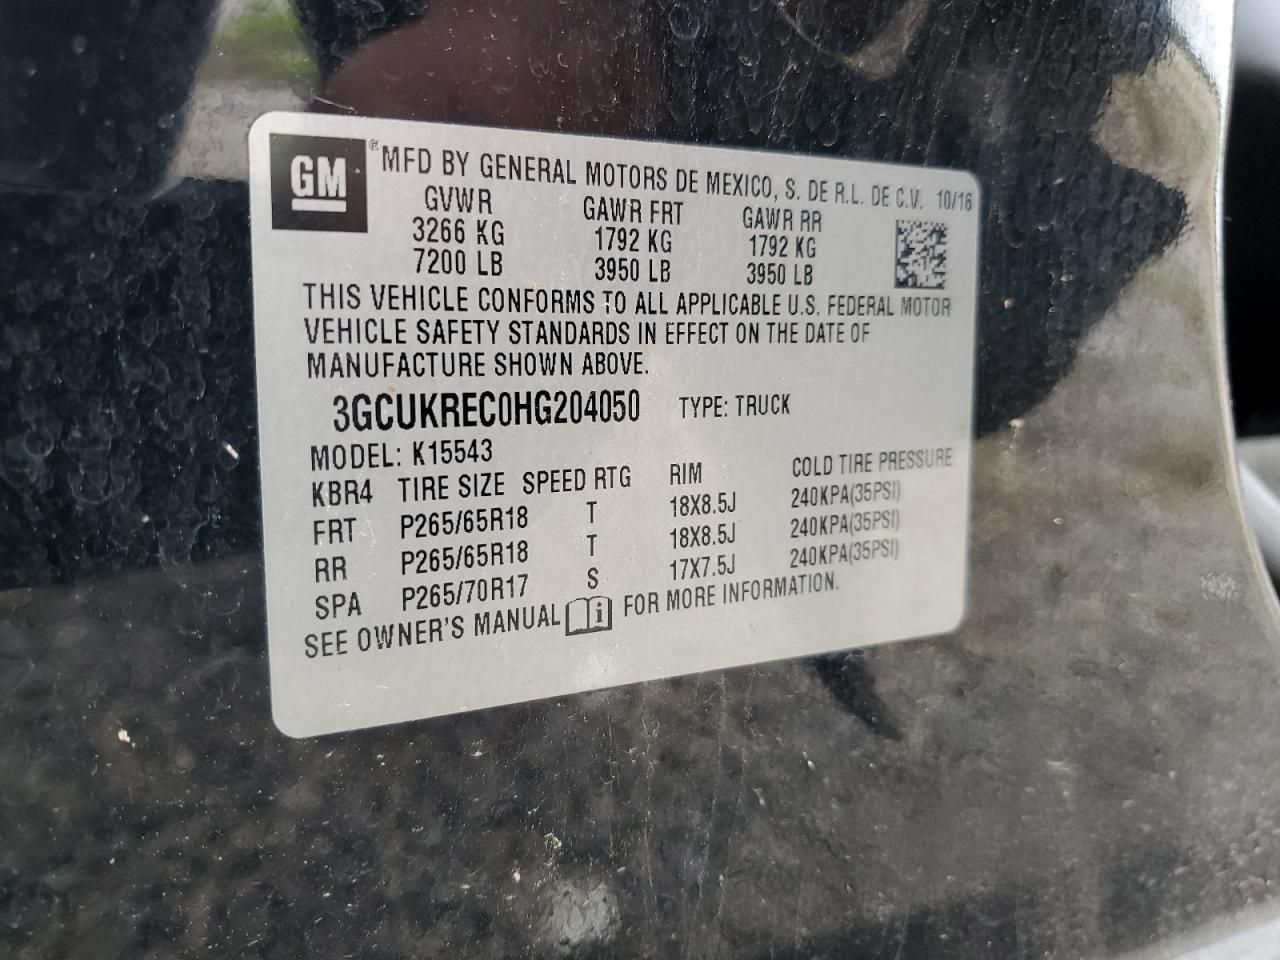 GM ® MFD BY GENERAL MOTORS DE MEXICO, S. DE R.L. DE C.V. 10/16
GVWR GAWR FRT GAWR RR
3266 KG 1792 KG 1792 KG
7200 LB 3950 LB 3950 LB
THIS VEHICLE CONFORMS TO ALL APPLICABLE U.S. FEDERAL MOTOR
VEHICLE SAFETY STANDARDS IN EFFECT ON THE DATE OF
MANUFACTURE SHOWN ABOVE.
3GCUKREC0HG204050 TYPE: TRUCK
MODEL: K15543
KBR4 TIRE SIZE SPEED RTG RIM COLD TIRE PRESSURE
FRT P265/65R18 T 18X8.5J 240KPA(35PSI)
RR P265/65R18 T 18X8.5J 240KPA(35PSI)
SPA P265/70R17 S 17X7.5J 240KPA(35PSI)
SEE OWNER'S MANUAL i FOR MORE INFORMATION.